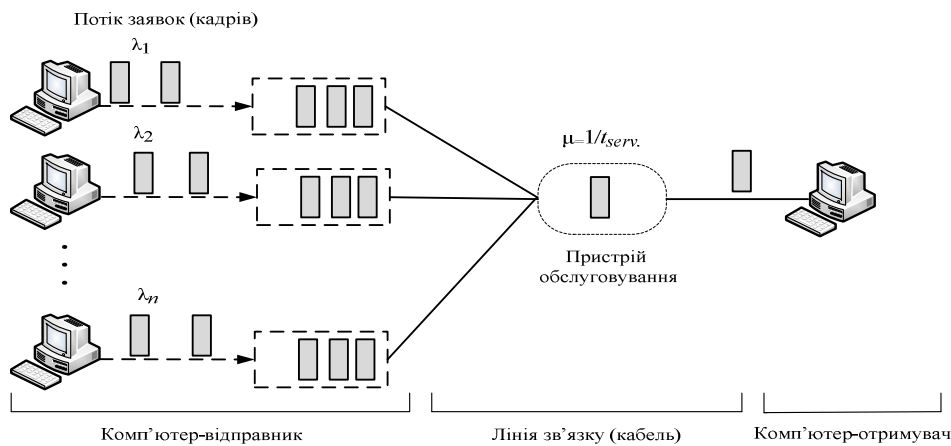 Потік заявок (кадрів)
λ1
λ2
λn
μ=1/tserv.
Пристрій
обслуговування
Комп’ютер-відправник
Лінія зв’язку (кабель)
Комп’ютер-отримувач